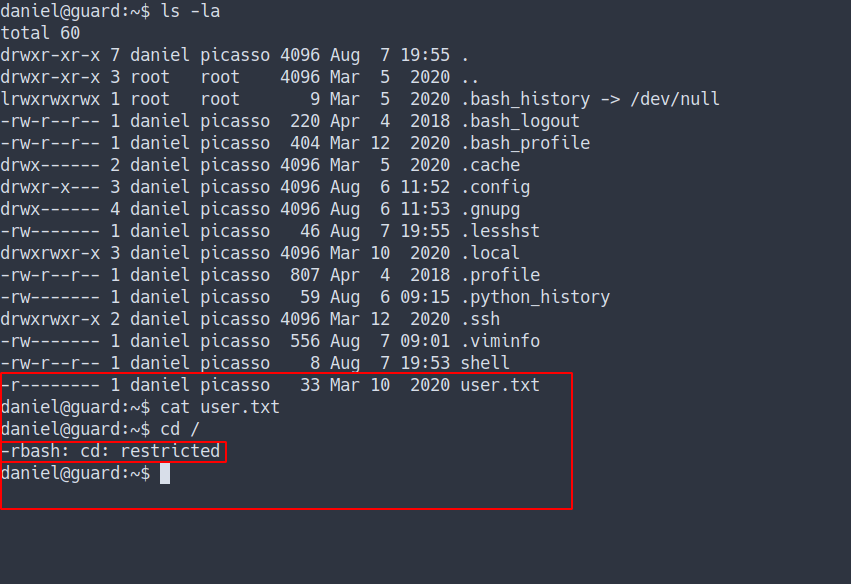 daniel@guard:~$ ls -la
total 60
drwxr-xr-x 7 daniel picasso 4096 Aug  7 19:55 .
drwxr-xr-x 3 root   root    4096 Mar  5  2020 ..
lrwxrwxrwx 1 root   root       9 Mar  5  2020 .bash_history -> /dev/null
-rw-r--r-- 1 daniel picasso  220 Apr  4  2018 .bash_logout
-rw-r--r-- 1 daniel picasso  404 Mar 12  2020 .bash_profile
drwx------ 2 daniel picasso 4096 Mar  5  2020 .cache
drwxr-x--- 3 daniel picasso 4096 Aug  6 11:52 .config
drwx------ 4 daniel picasso 4096 Aug  6 11:53 .gnupg
-rw------- 1 daniel picasso   46 Aug  7 19:55 .lesshst
drwxrwxr-x 3 daniel picasso 4096 Mar 10  2020 .local
-rw-r--r-- 1 daniel picasso  807 Apr  4  2018 .profile
-rw------- 1 daniel picasso   59 Aug  6 09:15 .python_history
drwxrwxr-x 2 daniel picasso 4096 Mar 12  2020 .ssh
-rw------- 1 daniel picasso  556 Aug  7 09:01 .viminfo
-rw-r--r-- 1 daniel picasso    8 Aug  7 19:53 shell
-r-------- 1 daniel picasso   33 Mar 10  2020 user.txt
daniel@guard:~$ cat user.txt
daniel@guard:~$ cd /
-rbash: cd: restricted
daniel@guard:~$